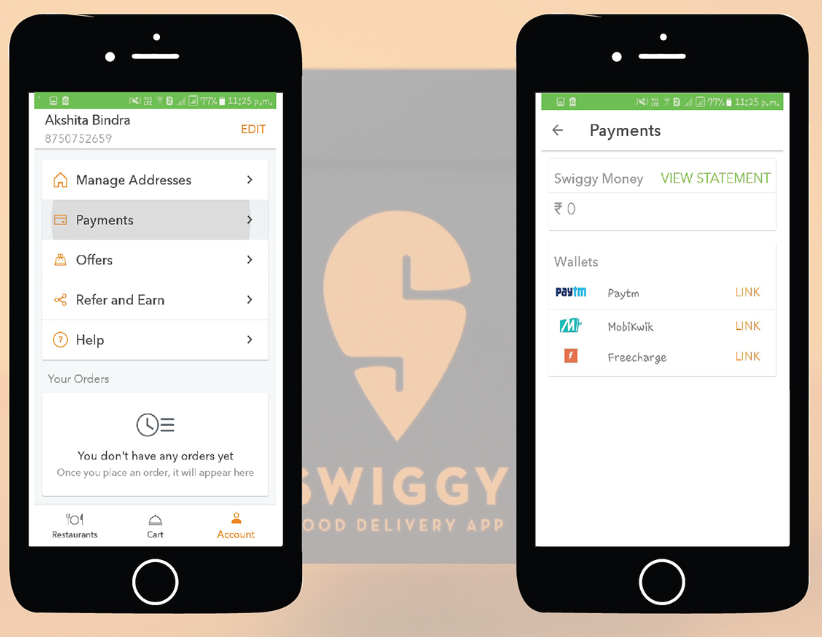 77% 11:25 p.m.
Akshita Bindra
8750752659
EDIT
Manage Addresses
Payments
Offers
Refer and Earn
Help
Your Orders
You don't have any orders yet
Once you place an order, it will appear here
Restaurants
Cart
Account
SWIGGY
OOD DELIVERY APP
77% 11:25 p.m.
Payments
Swiggy Money VIEW STATEMENT
₹ 0
Wallets
Paytm Paytm LINK
MobiKwik LINK
Freecharge LINK